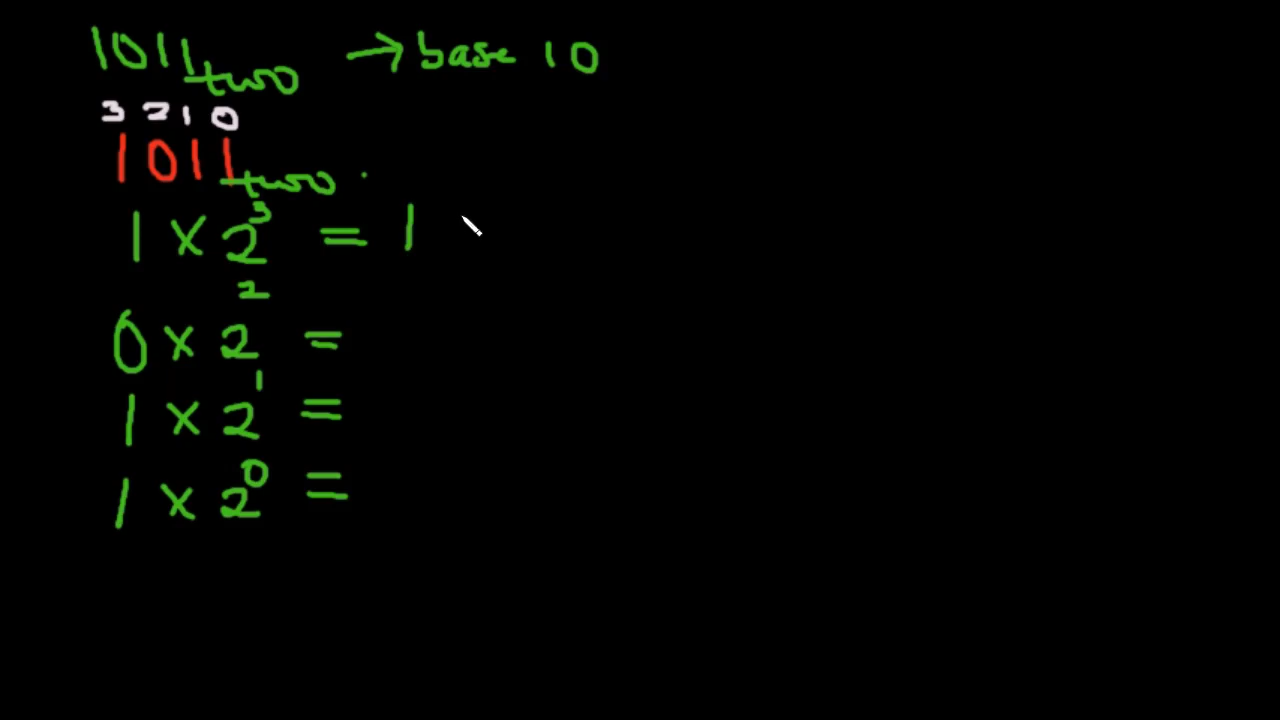 1011two → base 10
3 2 1 0
1011two
1 × 2³ = 1
0 × 2² =
1 × 2¹ =
1 × 2⁰ =